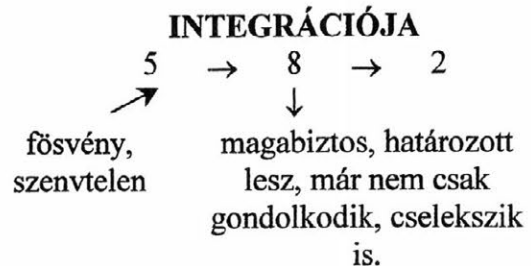 INTEGRÁCIÓJA
5 → 8 → 2
fösvény,
szenvtelen
magabiztos, határozott
lesz, már nem csak
gondolkodik, cselekszik
is.